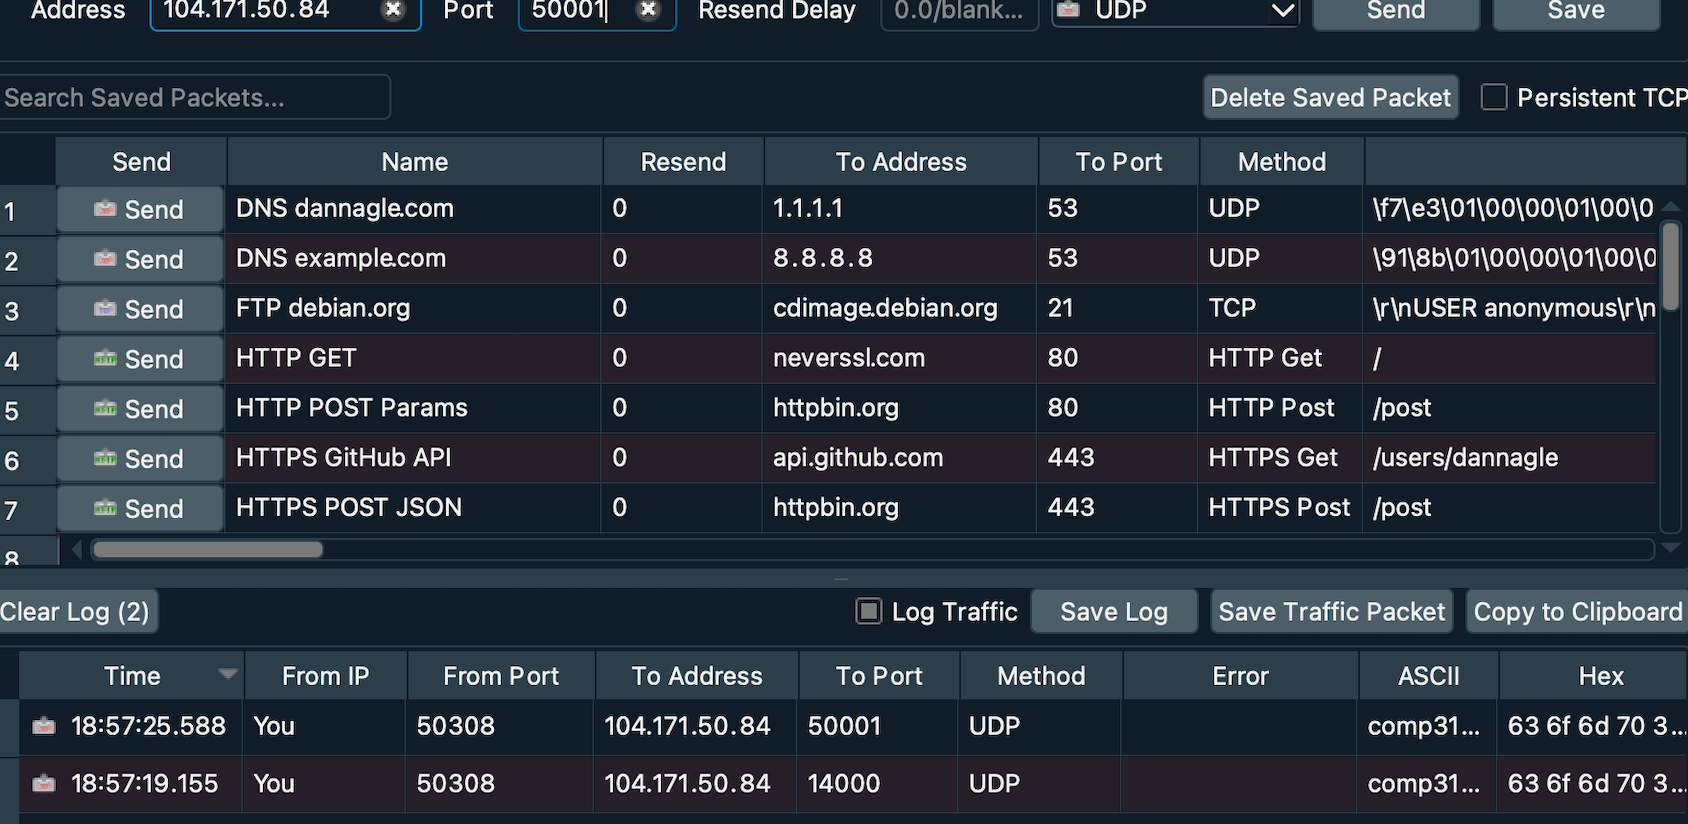 Address 104.171.50.84 Port 50001 Resend Delay 0.0/blank... UDP Send Save
Search Saved Packets... Delete Saved Packet Persistent TCP
Send Name Resend To Address To Port Method
1 Send DNS dannagle.com 0 1.1.1.1 53 UDP \f7\e3\01\00\00\01\00\0
2 Send DNS example.com 0 8.8.8.8 53 UDP \91\8b\01\00\00\01\00\0
3 Send FTP debian.org 0 cdimage.debian.org 21 TCP \r\nUSER anonymous\r\n
4 Send HTTP GET 0 neverssl.com 80 HTTP Get /
5 Send HTTP POST Params 0 httpbin.org 80 HTTP Post /post
6 Send HTTPS GitHub API 0 api.github.com 443 HTTPS Get /users/dannagle
7 Send HTTPS POST JSON 0 httpbin.org 443 HTTPS Post /post
8
Clear Log (2) Log Traffic Save Log Save Traffic Packet Copy to Clipboard
Time From IP From Port To Address To Port Method Error ASCII Hex
18:57:25.588 You 50308 104.171.50.84 50001 UDP comp31... 63 6f 6d 70 3...
18:57:19.155 You 50308 104.171.50.84 14000 UDP comp31... 63 6f 6d 70 3...